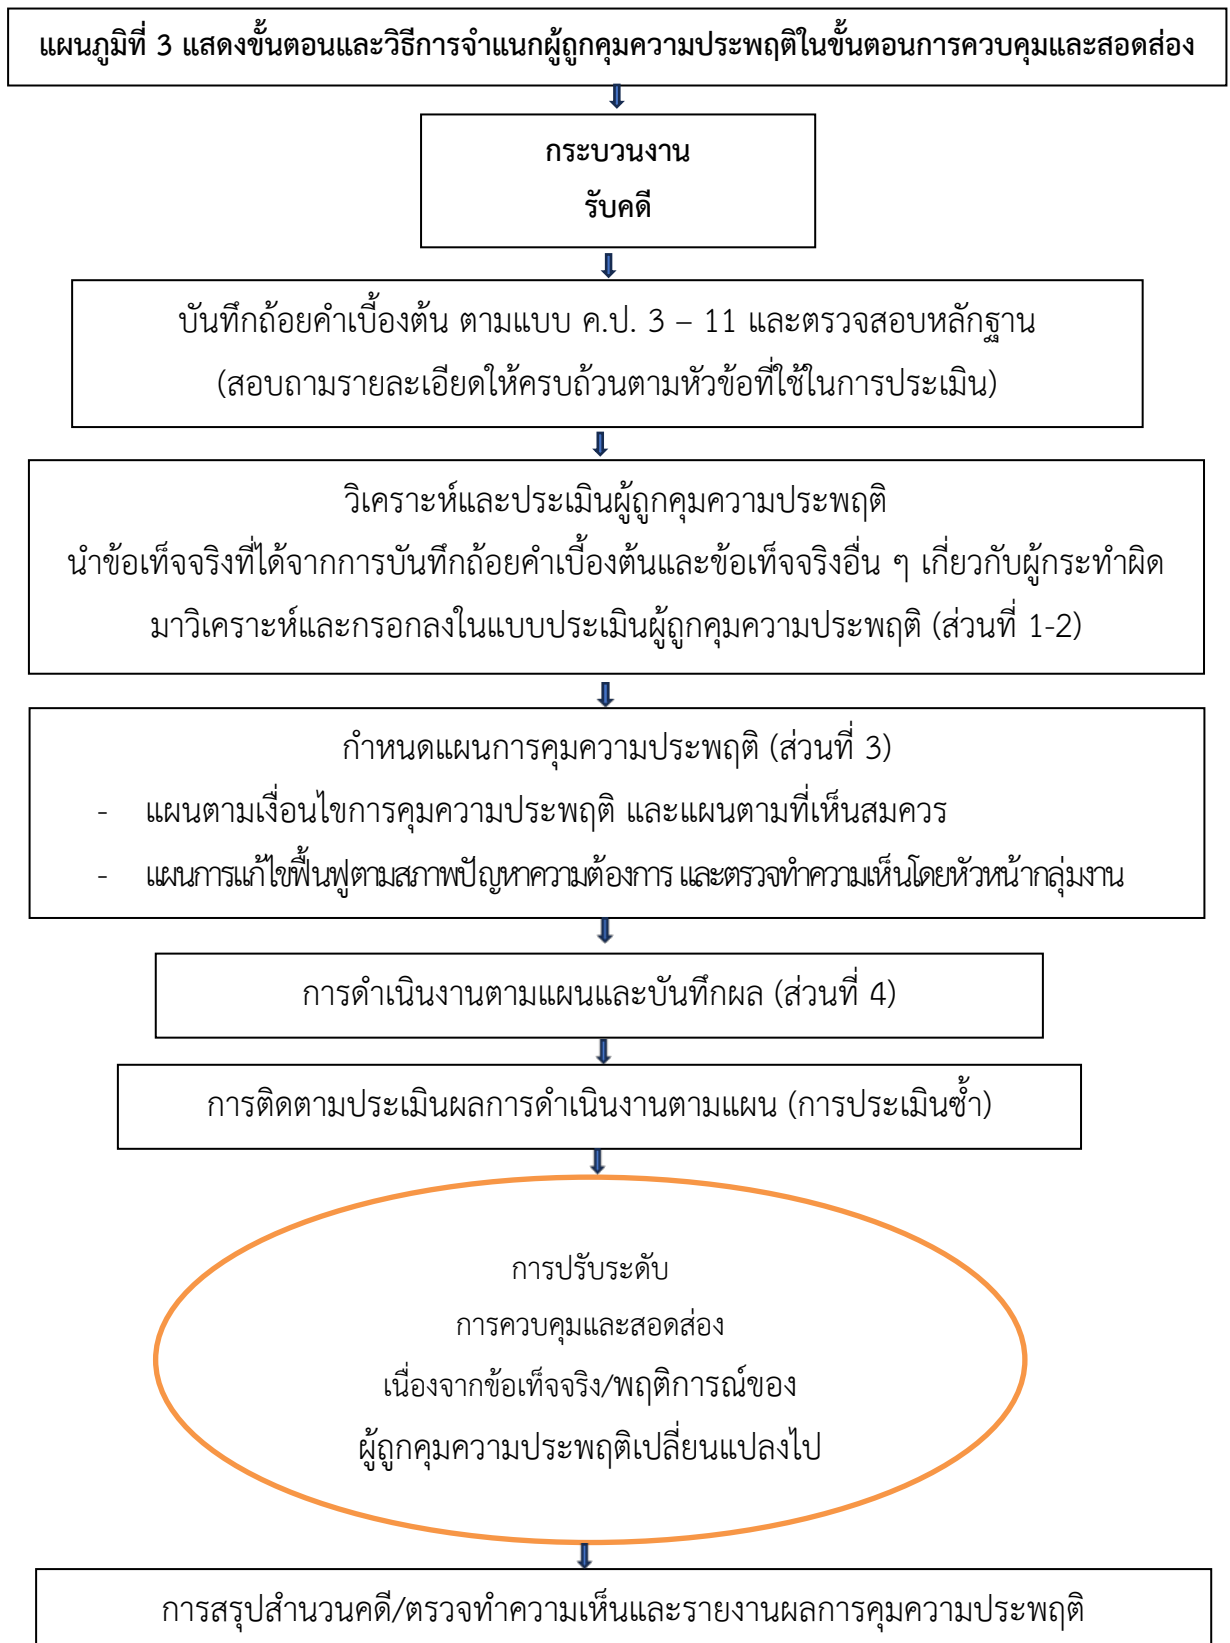 แผนภูมิที่ 3 แสดงขั้นตอนและวิธีการจำแนกผู้ถูกคุมความประพฤติในขั้นตอนการควบคุมและสอดส่อง
กระบวนงาน
รับคดี
บันทึกถ้อยคำเบื้องต้น ตามแบบ ค.ป. 3 – 11 และตรวจสอบหลักฐาน
(สอบถามรายละเอียดให้ครบถ้วนตามหัวข้อที่ใช้ในการประเมิน)
วิเคราะห์และประเมินผู้ถูกคุมความประพฤติ
นำข้อเท็จจริงที่ได้จากการบันทึกถ้อยคำเบื้องต้นและข้อเท็จจริงอื่น ๆ เกี่ยวกับผู้กระทำผิด
มาวิเคราะห์และกรอกลงในแบบประเมินผู้ถูกคุมความประพฤติ (ส่วนที่ 1-2)
กำหนดแผนการคุมความประพฤติ (ส่วนที่ 3)
- แผนตามเงื่อนไขการคุมความประพฤติ และแผนตามที่เห็นสมควร
- แผนการแก้ไขฟื้นฟูตามสภาพปัญหาความต้องการ และตรวจทำความเห็นโดยหัวหน้ากลุ่มงาน
การดำเนินงานตามแผนและบันทึกผล (ส่วนที่ 4)
การติดตามประเมินผลการดำเนินงานตามแผน (การประเมินซ้ำ)
การปรับระดับ
การควบคุมและสอดส่อง
เนื่องจากข้อเท็จจริง/พฤติการณ์ของ
ผู้ถูกคุมความประพฤติเปลี่ยนแปลงไป
การสรุปสำนวนคดี/ตรวจทำความเห็นและรายงานผลการคุมความประพฤติ